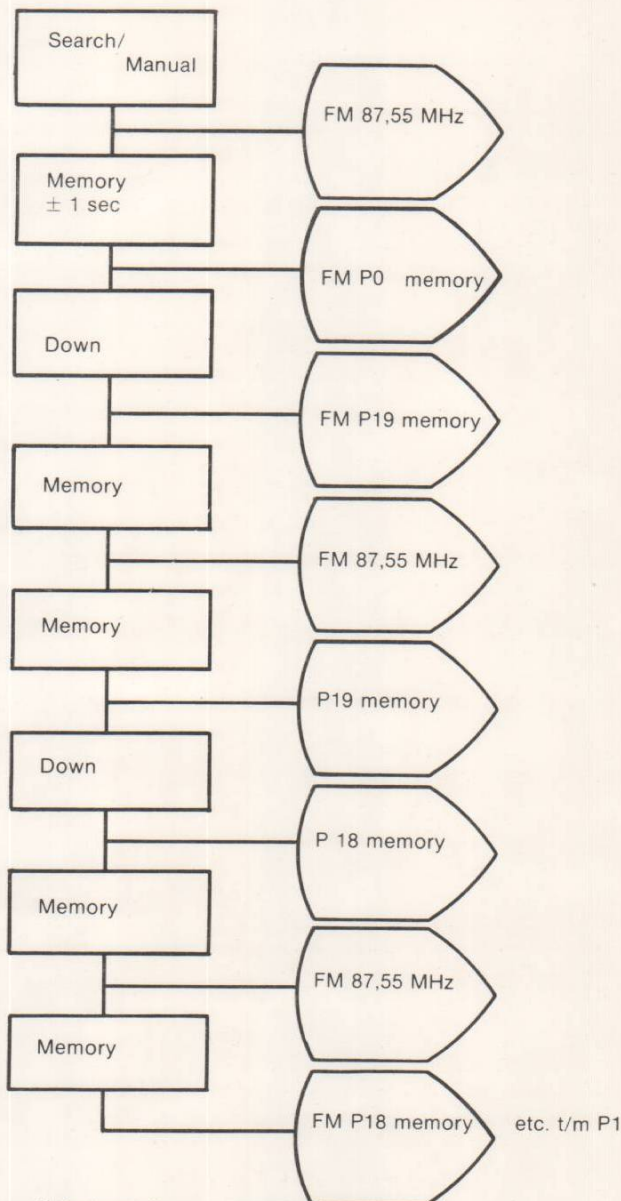 Search/
Manual
FM 87,55 MHz
Memory
± 1 sec
FM P0 memory
Down
FM P19 memory
Memory
FM 87,55 MHz
Memory
P19 memory
Down
P 18 memory
Memory
FM 87,55 MHz
Memory
FM P18 memory etc. t/m P1